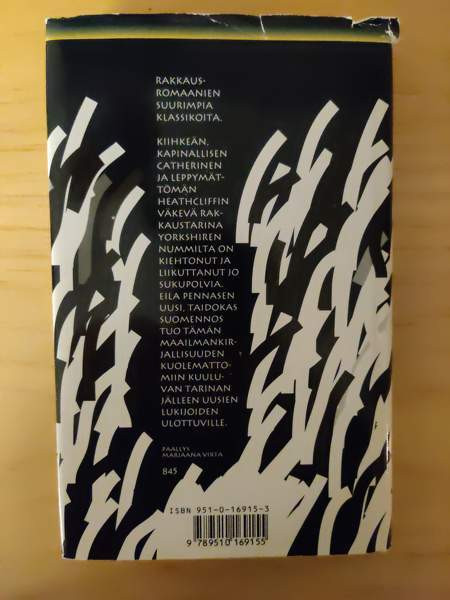 RAKKAUS-
ROMAANIEN
SUURIMPIA
KLASSIKOITA.
KIIHKEÄN,
KAPINALLISEN
CATHERINEN
JA LEPPYMÄT-
TÖMÄN
HEATHCLIFFIN
VÄKEVÄ RAK-
KAUSTARINA
YORKSHIREN
NUMMILTA ON
KIEHTONUT JA
LIIKUTTANUT JO
SUKUPOLVIA.
EILA PENNASEN
UUSI, TAIDOKAS
SUOMENNOS
TUO TÄMÄN
MAAILMANKIR-
JALLISUUDEN
KUOLEMATTO-
MIIN KUULU-
VAN TARINAN
JÄLLEEN UUSIEN
LUKIJOIDEN
ULOTTUVILLE.
PÄÄLLYS
MARJAANA VIRTA
845
ISBN 951-0-16915-3
9 789510 169155